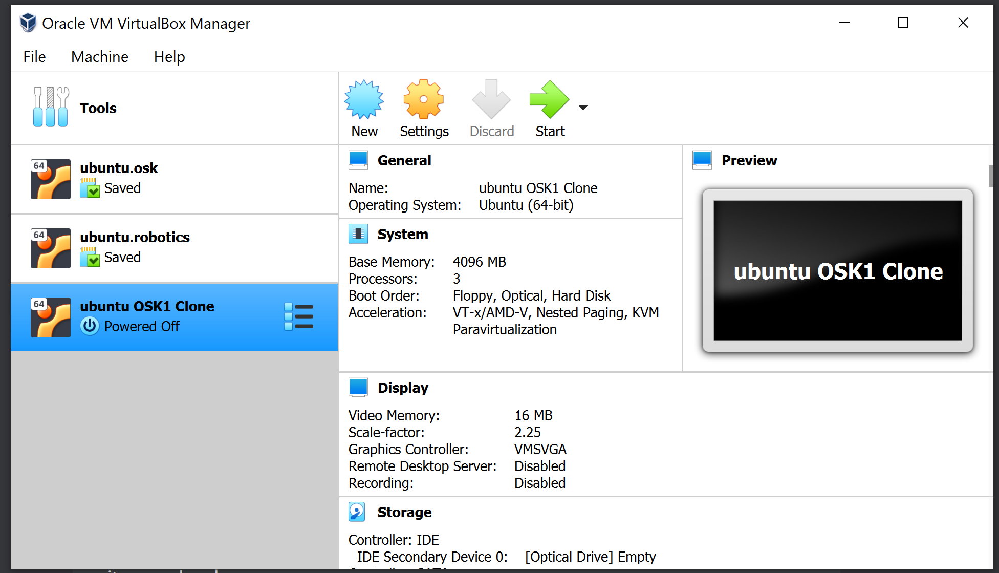 Oracle VM VirtualBox Manager
File Machine Help
Tools
New Settings Discard Start
64
ubuntu.osk
Saved
64
ubuntu.robotics
Saved
64
ubuntu OSK1 Clone
Powered Off
General
Name: ubuntu OSK1 Clone
Operating System: Ubuntu (64-bit)
System
Base Memory: 4096 MB
Processors: 3
Boot Order: Floppy, Optical, Hard Disk
Acceleration: VT-x/AMD-V, Nested Paging, KVM
Paravirtualization
Preview
ubuntu OSK1 Clone
Display
Video Memory: 16 MB
Scale-factor: 2.25
Graphics Controller: VMSVGA
Remote Desktop Server: Disabled
Recording: Disabled
Storage
Controller: IDE
IDE Secondary Device 0: [Optical Drive] Empty